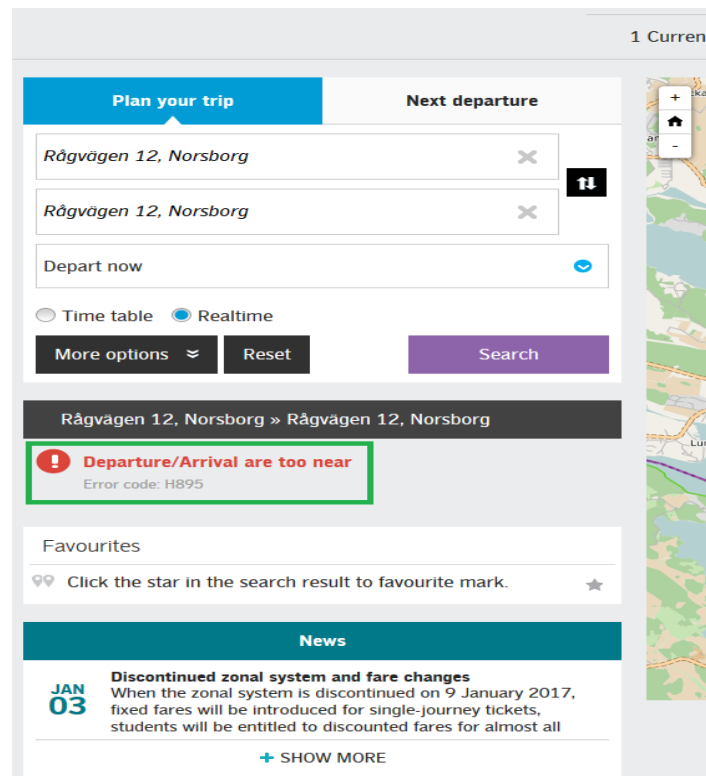 1 Curren
Plan your trip
Next departure
Rågvägen 12, Norsborg
Rågvägen 12, Norsborg
Depart now
Time table
Realtime
More options
Reset
Search
Rågvägen 12, Norsborg » Rågvägen 12, Norsborg
Departure/Arrival are too near
Error code: H895
Favourites
Click the star in the search result to favourite mark.
News
JAN
03
Discontinued zonal system and fare changes
When the zonal system is discontinued on 9 January 2017,
fixed fares will be introduced for single-journey tickets,
students will be entitled to discounted fares for almost all
+ SHOW MORE
+
-